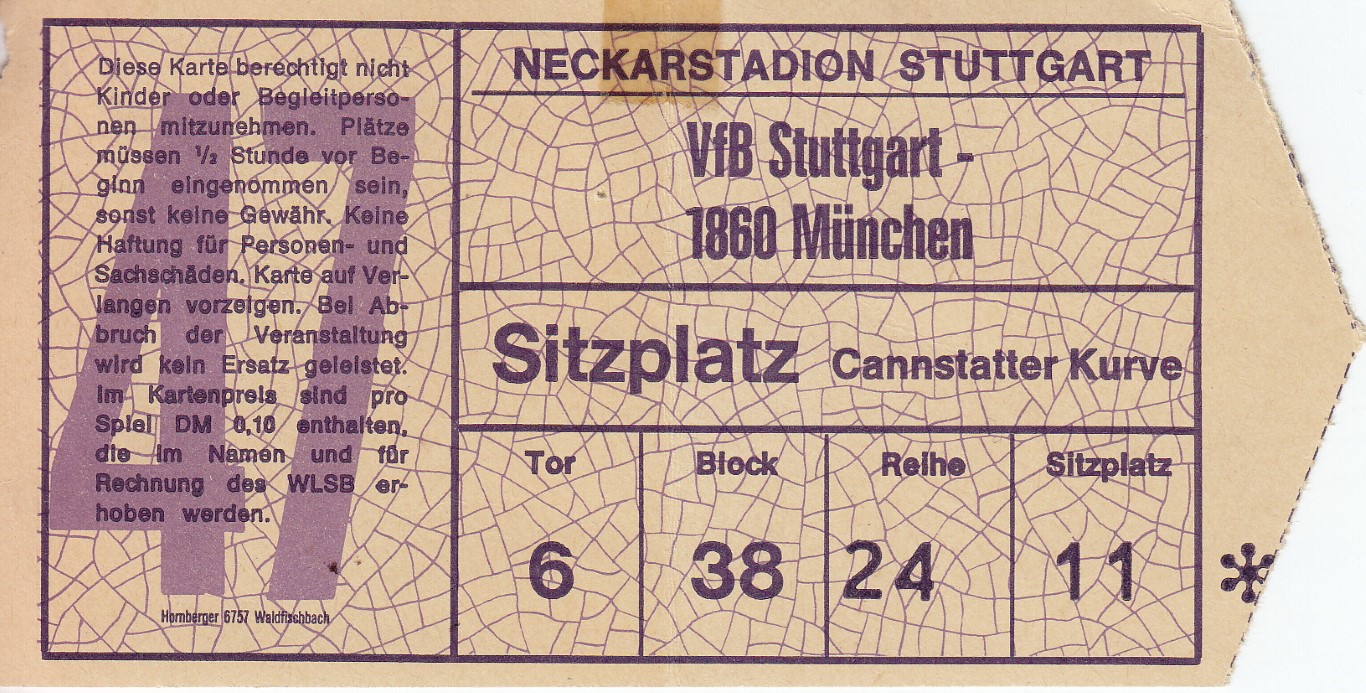 Diese Karte berechtigt nicht
Kinder oder Begleitperso-
nen mitzunehmen. Plätze
müssen ½ Stunde vor Be-
ginn eingenommen sein,
sonst keine Gewähr. Keine
Haftung für Personen- und
Sachschäden. Karte auf Ver-
langen vorzeigen. Bei Ab-
bruch der Veranstaltung
wird kein Ersatz geleistet.
Im Kartenpreis sind pro
Spiel DM 0,10 enthalten,
die im Namen und für
Rechnung des WLSB er-
hoben werden.
47
Hornberger 6757 Waldfischbach
NECKARSTADION STUTTGART
VfB Stuttgart -
1860 München
Sitzplatz Cannstatter Kurve
Tor Block Reihe Sitzplatz
6 38 24 11 *